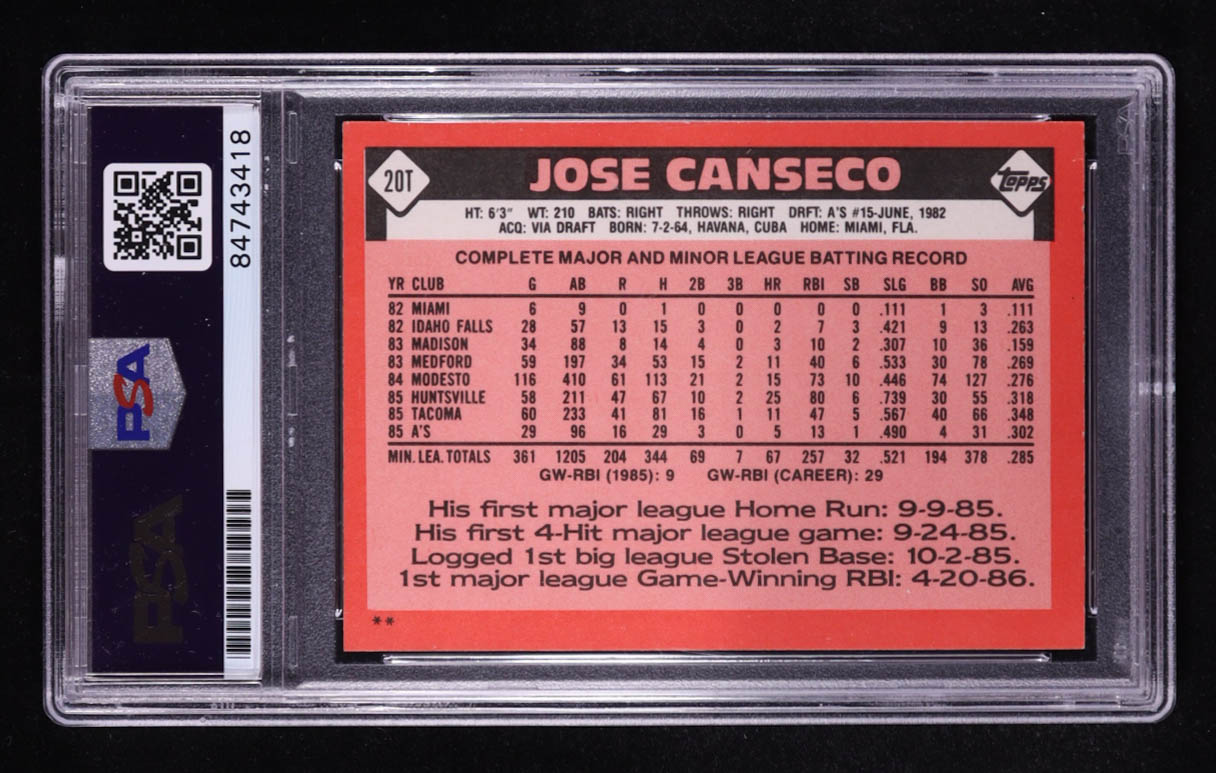 84743418
PSA
PSA
20T
JOSE CANSECO
topps
HT: 6'3" WT: 210 BATS: RIGHT THROWS: RIGHT DRFT: A'S #15-JUNE, 1982
ACQ: VIA DRAFT BORN: 7-2-64, HAVANA, CUBA HOME: MIAMI, FLA.
COMPLETE MAJOR AND MINOR LEAGUE BATTING RECORD
YR CLUB G AB R H 2B 3B HR RBI SB SLG BB SO AVG
82 MIAMI 6 9 0 1 0 0 0 0 0 .111 1 3 .111
82 IDAHO FALLS 28 57 13 15 3 0 2 7 3 .421 9 13 .263
83 MADISON 34 88 8 14 4 0 3 10 2 .307 10 36 .159
83 MEDFORD 59 197 34 53 15 2 11 40 6 .533 30 78 .269
84 MODESTO 116 410 61 113 21 2 15 73 10 .446 74 127 .276
85 HUNTSVILLE 58 211 47 67 10 2 25 80 6 .739 30 55 .318
85 TACOMA 60 233 41 81 16 1 11 47 5 .567 40 66 .348
85 A'S 29 96 16 29 3 0 5 13 1 .490 4 31 .302
MIN. LEA. TOTALS 361 1205 204 344 69 7 67 257 32 .521 194 378 .285
GW-RBI (1985): 9 GW-RBI (CAREER): 29
His first major league Home Run: 9-9-85.
His first 4-Hit major league game: 9-24-85.
Logged 1st big league Stolen Base: 10-2-85.
1st major league Game-Winning RBI: 4-20-86.
**